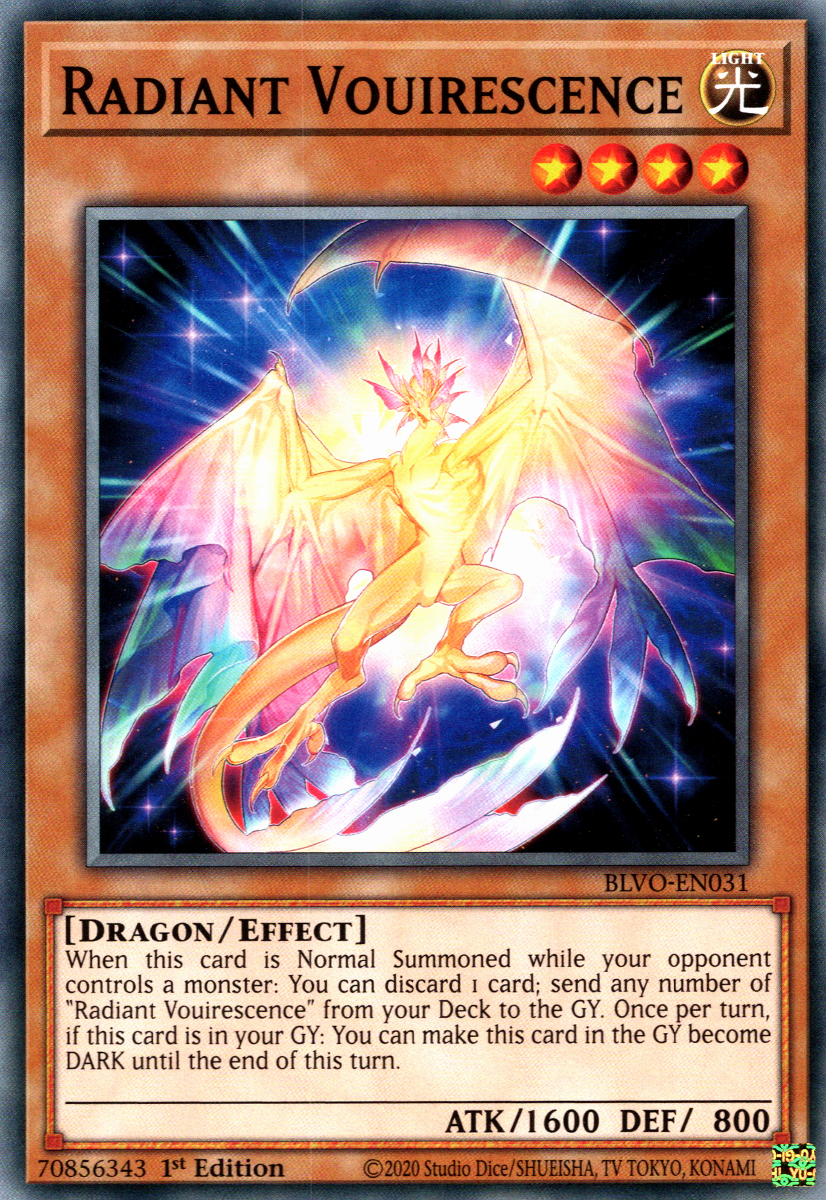 RADIANT VOUIRESCENCE
LIGHT
光
BLVO-EN031
[DRAGON/EFFECT]
When this card is Normal Summoned while your opponent
controls a monster: You can discard 1 card; send any number of
"Radiant Vouirescence" from your Deck to the GY. Once per turn,
if this card is in your GY: You can make this card in the GY become
DARK until the end of this turn.
ATK/1600 DEF/ 800
70856343 1st Edition
©2020 Studio Dice/SHUEISHA, TV TOKYO, KONAMI